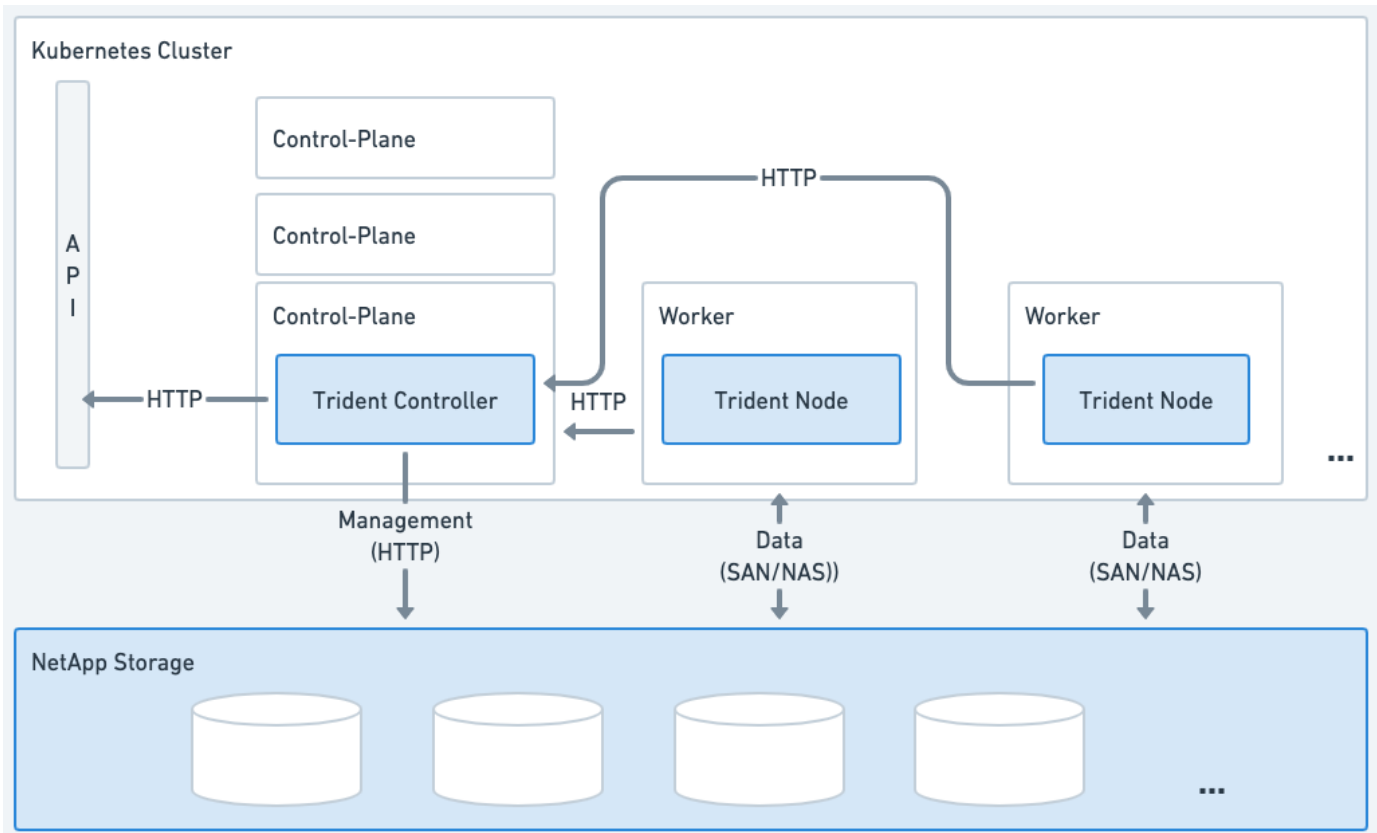 Kubernetes Cluster
A
P
I
Control-Plane
Control-Plane
Control-Plane
Trident Controller
HTTP
HTTP
HTTP
Worker
Trident Node
Worker
Trident Node
...
Management
(HTTP)
Data
(SAN/NAS))
Data
(SAN/NAS)
NetApp Storage
...